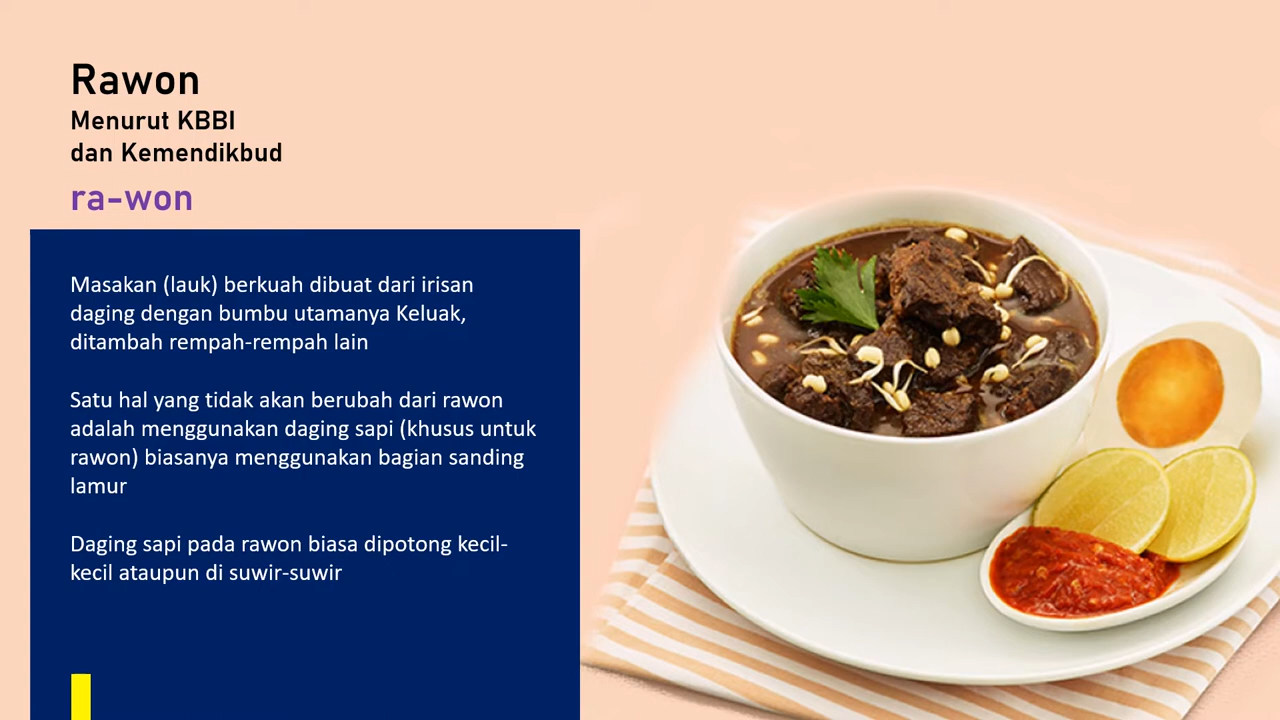 Rawon
Menurut KBBI
dan Kemendikbud
ra-won
Masakan (lauk) berkuah dibuat dari irisan
daging dengan bumbu utamanya Keluak,
ditambah rempah-rempah lain
Satu hal yang tidak akan berubah dari rawon
adalah menggunakan daging sapi (khusus untuk
rawon) biasanya menggunakan bagian sanding
lamur
Daging sapi pada rawon biasa dipotong kecil-
kecil ataupun di suwir-suwir